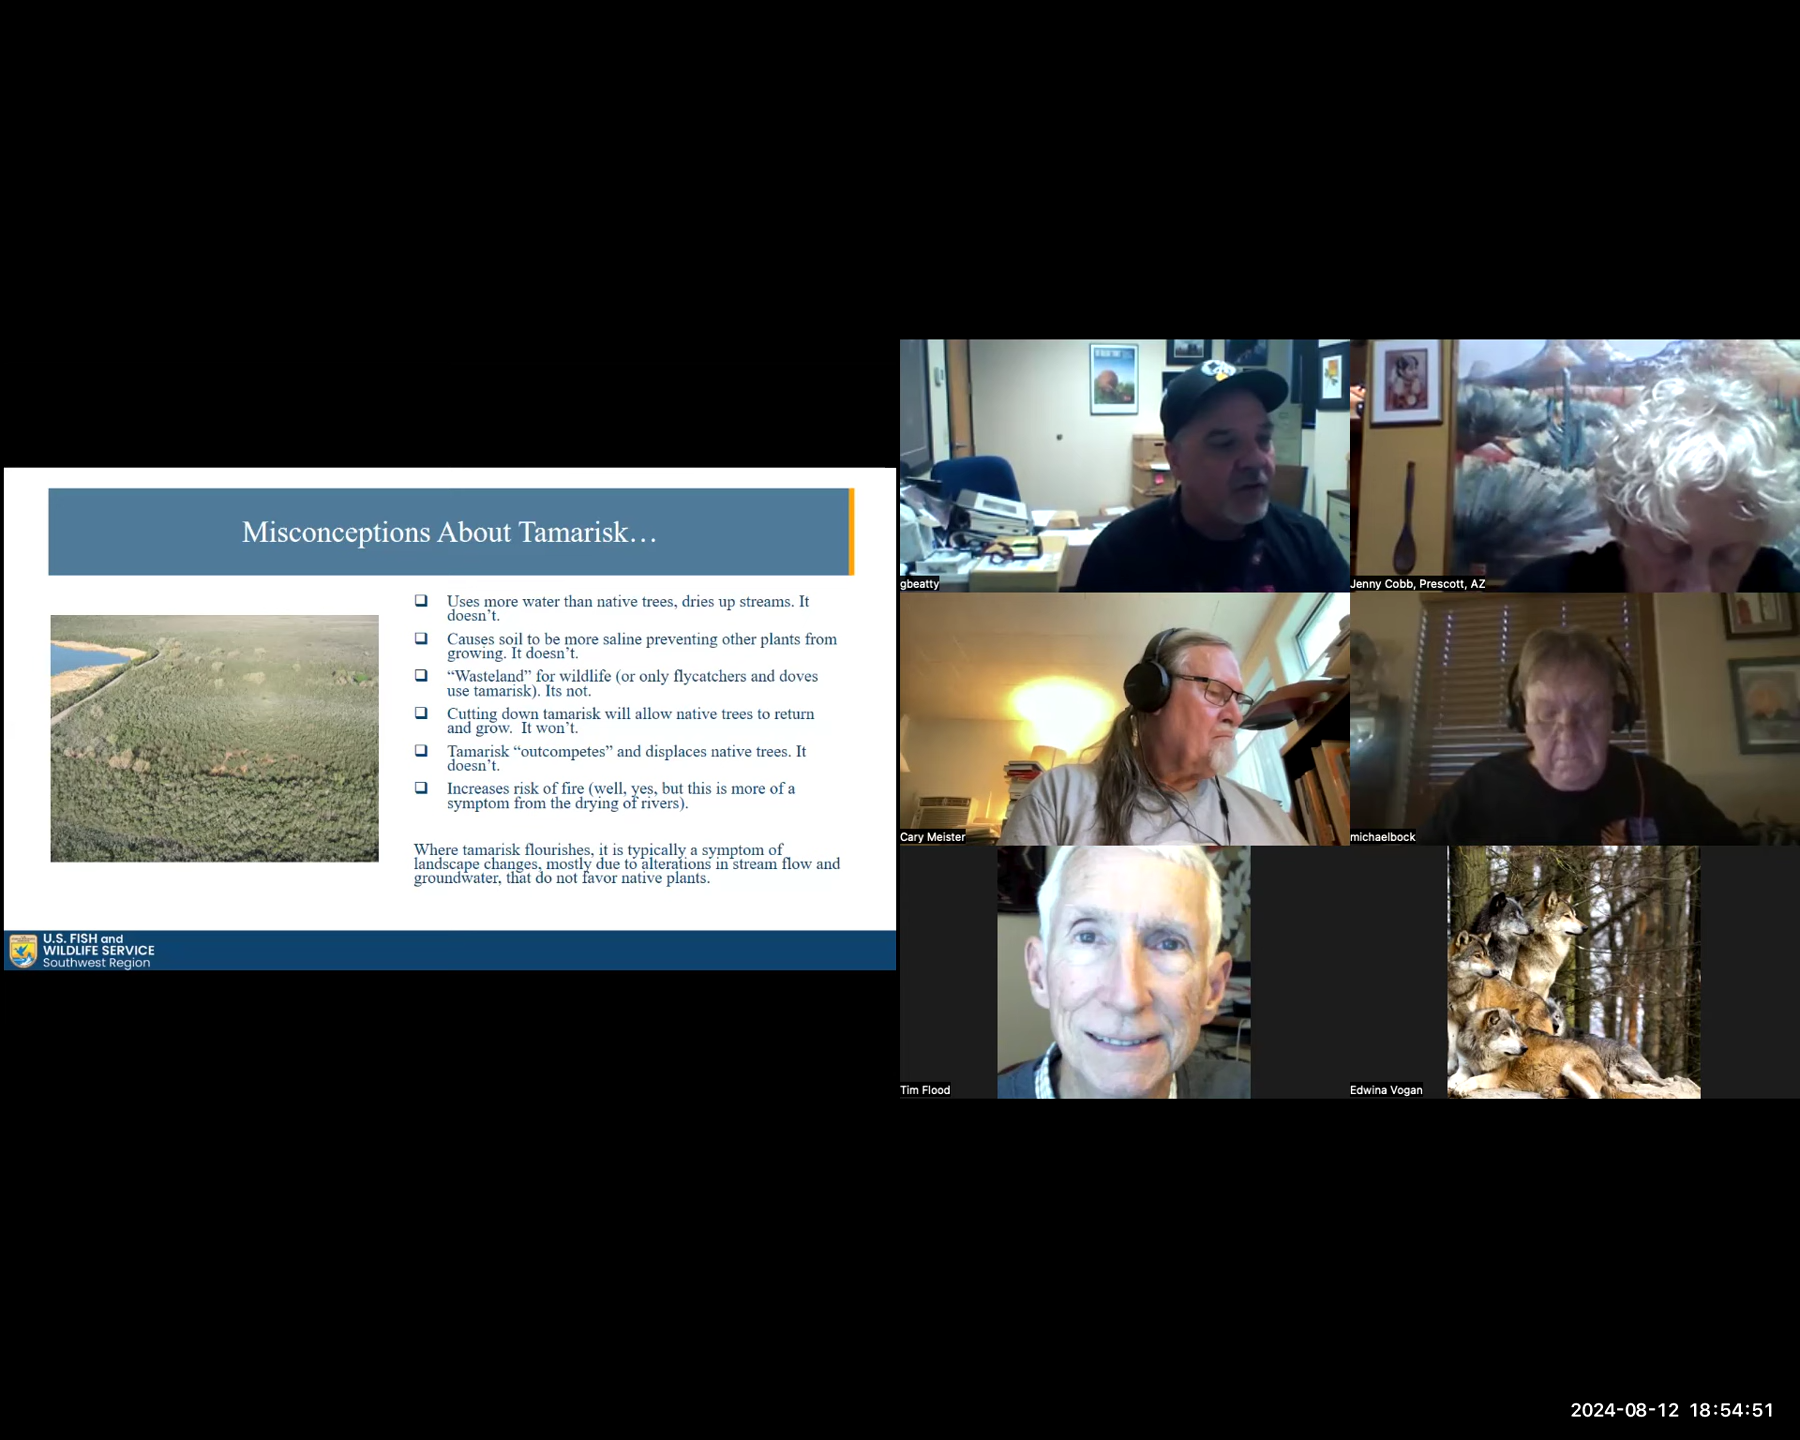 Misconceptions About Tamarisk…
❑ Uses more water than native trees, dries up streams. It
doesn’t.
❑ Causes soil to be more saline preventing other plants from
growing. It doesn’t.
❑ “Wasteland” for wildlife (or only flycatchers and doves
use tamarisk). Its not.
❑ Cutting down tamarisk will allow native trees to return
and grow.  It won’t.
❑ Tamarisk “outcompetes” and displaces native trees. It
doesn’t.
❑ Increases risk of fire (well, yes, but this is more of a
symptom from the drying of rivers).
Where tamarisk flourishes, it is typically a symptom of
landscape changes, mostly due to alterations in stream flow and
groundwater, that do not favor native plants.
U.S. FISH and
WILDLIFE SERVICE
Southwest Region
gbeatty
Jenny Cobb, Prescott, AZ
Cary Meister
michaelbock
Tim Flood
Edwina Vogan
2024-08-12 18:54:51